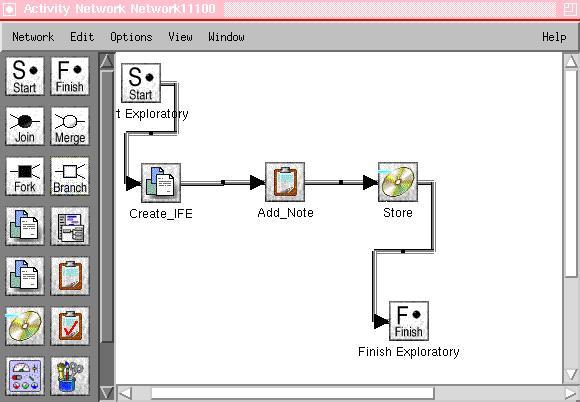 Activity Network Network11100
Network Edit Options View Window Help
S Start
F Finish
Join
Merge
Fork
Branch
S Start
t Exploratory
Create_IFE
Add_Note
Store
F Finish
Finish Exploratory